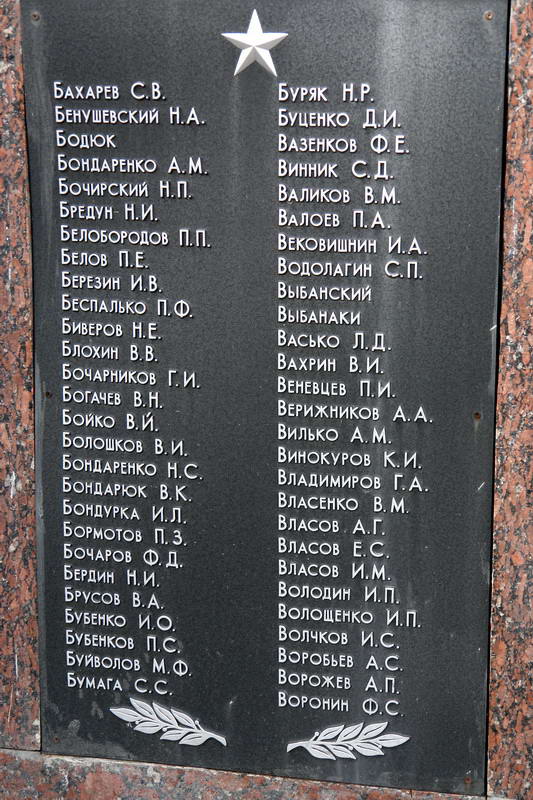 Бахарев С.В.
Бенушевский Н.А.
Бодюк
Бондаренко А.М.
Бочирский Н.П.
Бредун Н.И.
Белобородов П.П.
Белов П.Е.
Березин И.В.
Беспалько П.Ф.
Биверов Н.Е.
Блохин В.В.
Бочарников Г.И.
Богачев В.Н.
Бойко В.Й.
Болошков В.И.
Бондаренко Н.С.
Бондарюк В.К.
Бондурка И.Л.
Бормотов П.З.
Бочаров Ф.Д.
Бердин Н.И.
Брусов В.А.
Бубенко И.О.
Бубенков П.С.
Буйволов М.Ф.
Бумага С.С.
Буряк Н.Р.
Буценко Д.И.
Вазенков Ф.Е.
Винник С.Д.
Валиков В.М.
Валоев П.А.
Вековишнин И.А.
Водолагин С.П.
Выбанский
Выбанаки
Васько Л.Д.
Вахрин В.И.
Веневцев П.И.
Верижников А.А.
Вилько А.М.
Винокуров К.И.
Владимиров Г.А.
Власенко В.М.
Власов А.Г.
Власов Е.С.
Власов И.М.
Володин И.П.
Волощенко И.П.
Волчков И.С.
Воробьев А.С.
Ворожев А.П.
Воронин Ф.С.